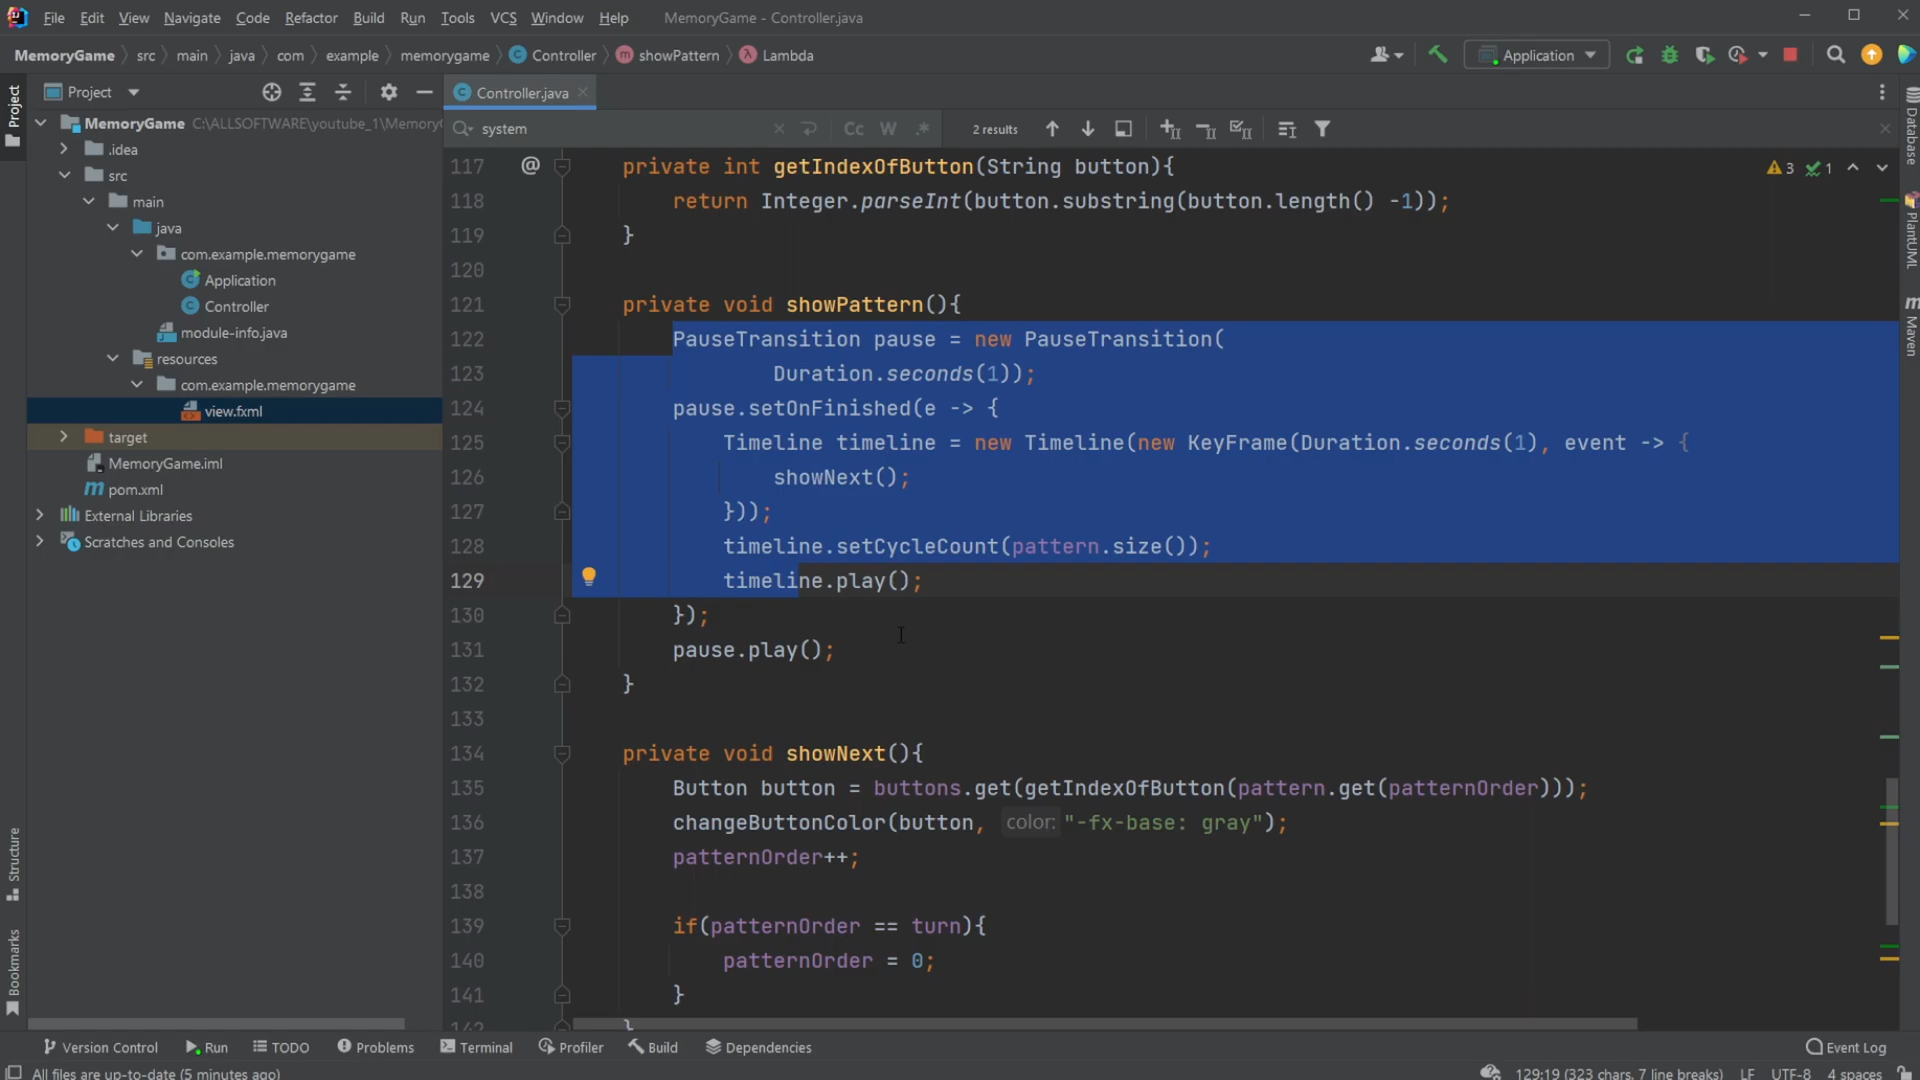 File Edit View Navigate Code Refactor Build Run Tools VCS Window Help MemoryGame - Controller.java
MemoryGame src main java com example memorygame Controller showPattern Lambda Application
Project Controller.java
system Cc W .* 2 results
MemoryGame C:\ALLSOFTWARE\youtube_1\Memory
.idea
src
main
java
com.example.memorygame
Application
Controller
module-info.java
resources
com.example.memorygame
view.fxml
target
MemoryGame.iml
pom.xml
External Libraries
Scratches and Consoles
117 @ private int getIndexOfButton(String button){ 3 1
118 return Integer.parseInt(button.substring(button.length() -1));
119 }
120
121 private void showPattern(){
122 PauseTransition pause = new PauseTransition(
123 Duration.seconds(1));
124 pause.setOnFinished(e -> {
125 Timeline timeline = new Timeline(new KeyFrame(Duration.seconds(1), event -> {
126 showNext();
127 }));
128 timeline.setCycleCount(pattern.size());
129 timeline.play();
130 });
131 pause.play();
132 }
133
134 private void showNext(){
135 Button button = buttons.get(getIndexOfButton(pattern.get(patternOrder)));
136 changeButtonColor(button, color: "-fx-base: gray");
137 patternOrder++;
138
139 if(patternOrder == turn){
140 patternOrder = 0;
141 }
142 }
Project
Structure
Bookmarks
Database
PlantUML
Maven
Version Control Run TODO Problems Terminal Profiler Build Dependencies Event Log
All files are up-to-date (5 minutes ago) 129:19 (323 chars, 7 line breaks) LF UTF-8 4 spaces